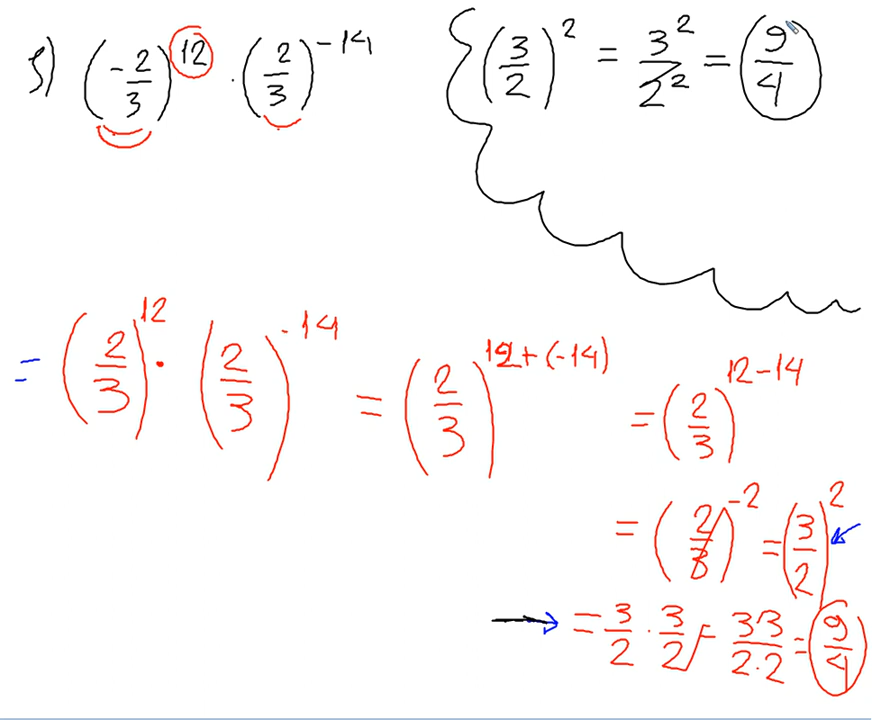 5) (-2/3)^12 · (2/3)^-14
(3/2)^2 = 3^2/2^2 = (9/4)
= (2/3)^12 · (2/3)^-14 = (2/3)^12+(-14) = (2/3)^12-14
= (2/3)^-2 = (3/2)^2
→ = 3/2 · 3/2 = 3·3/2·2 = 9/4